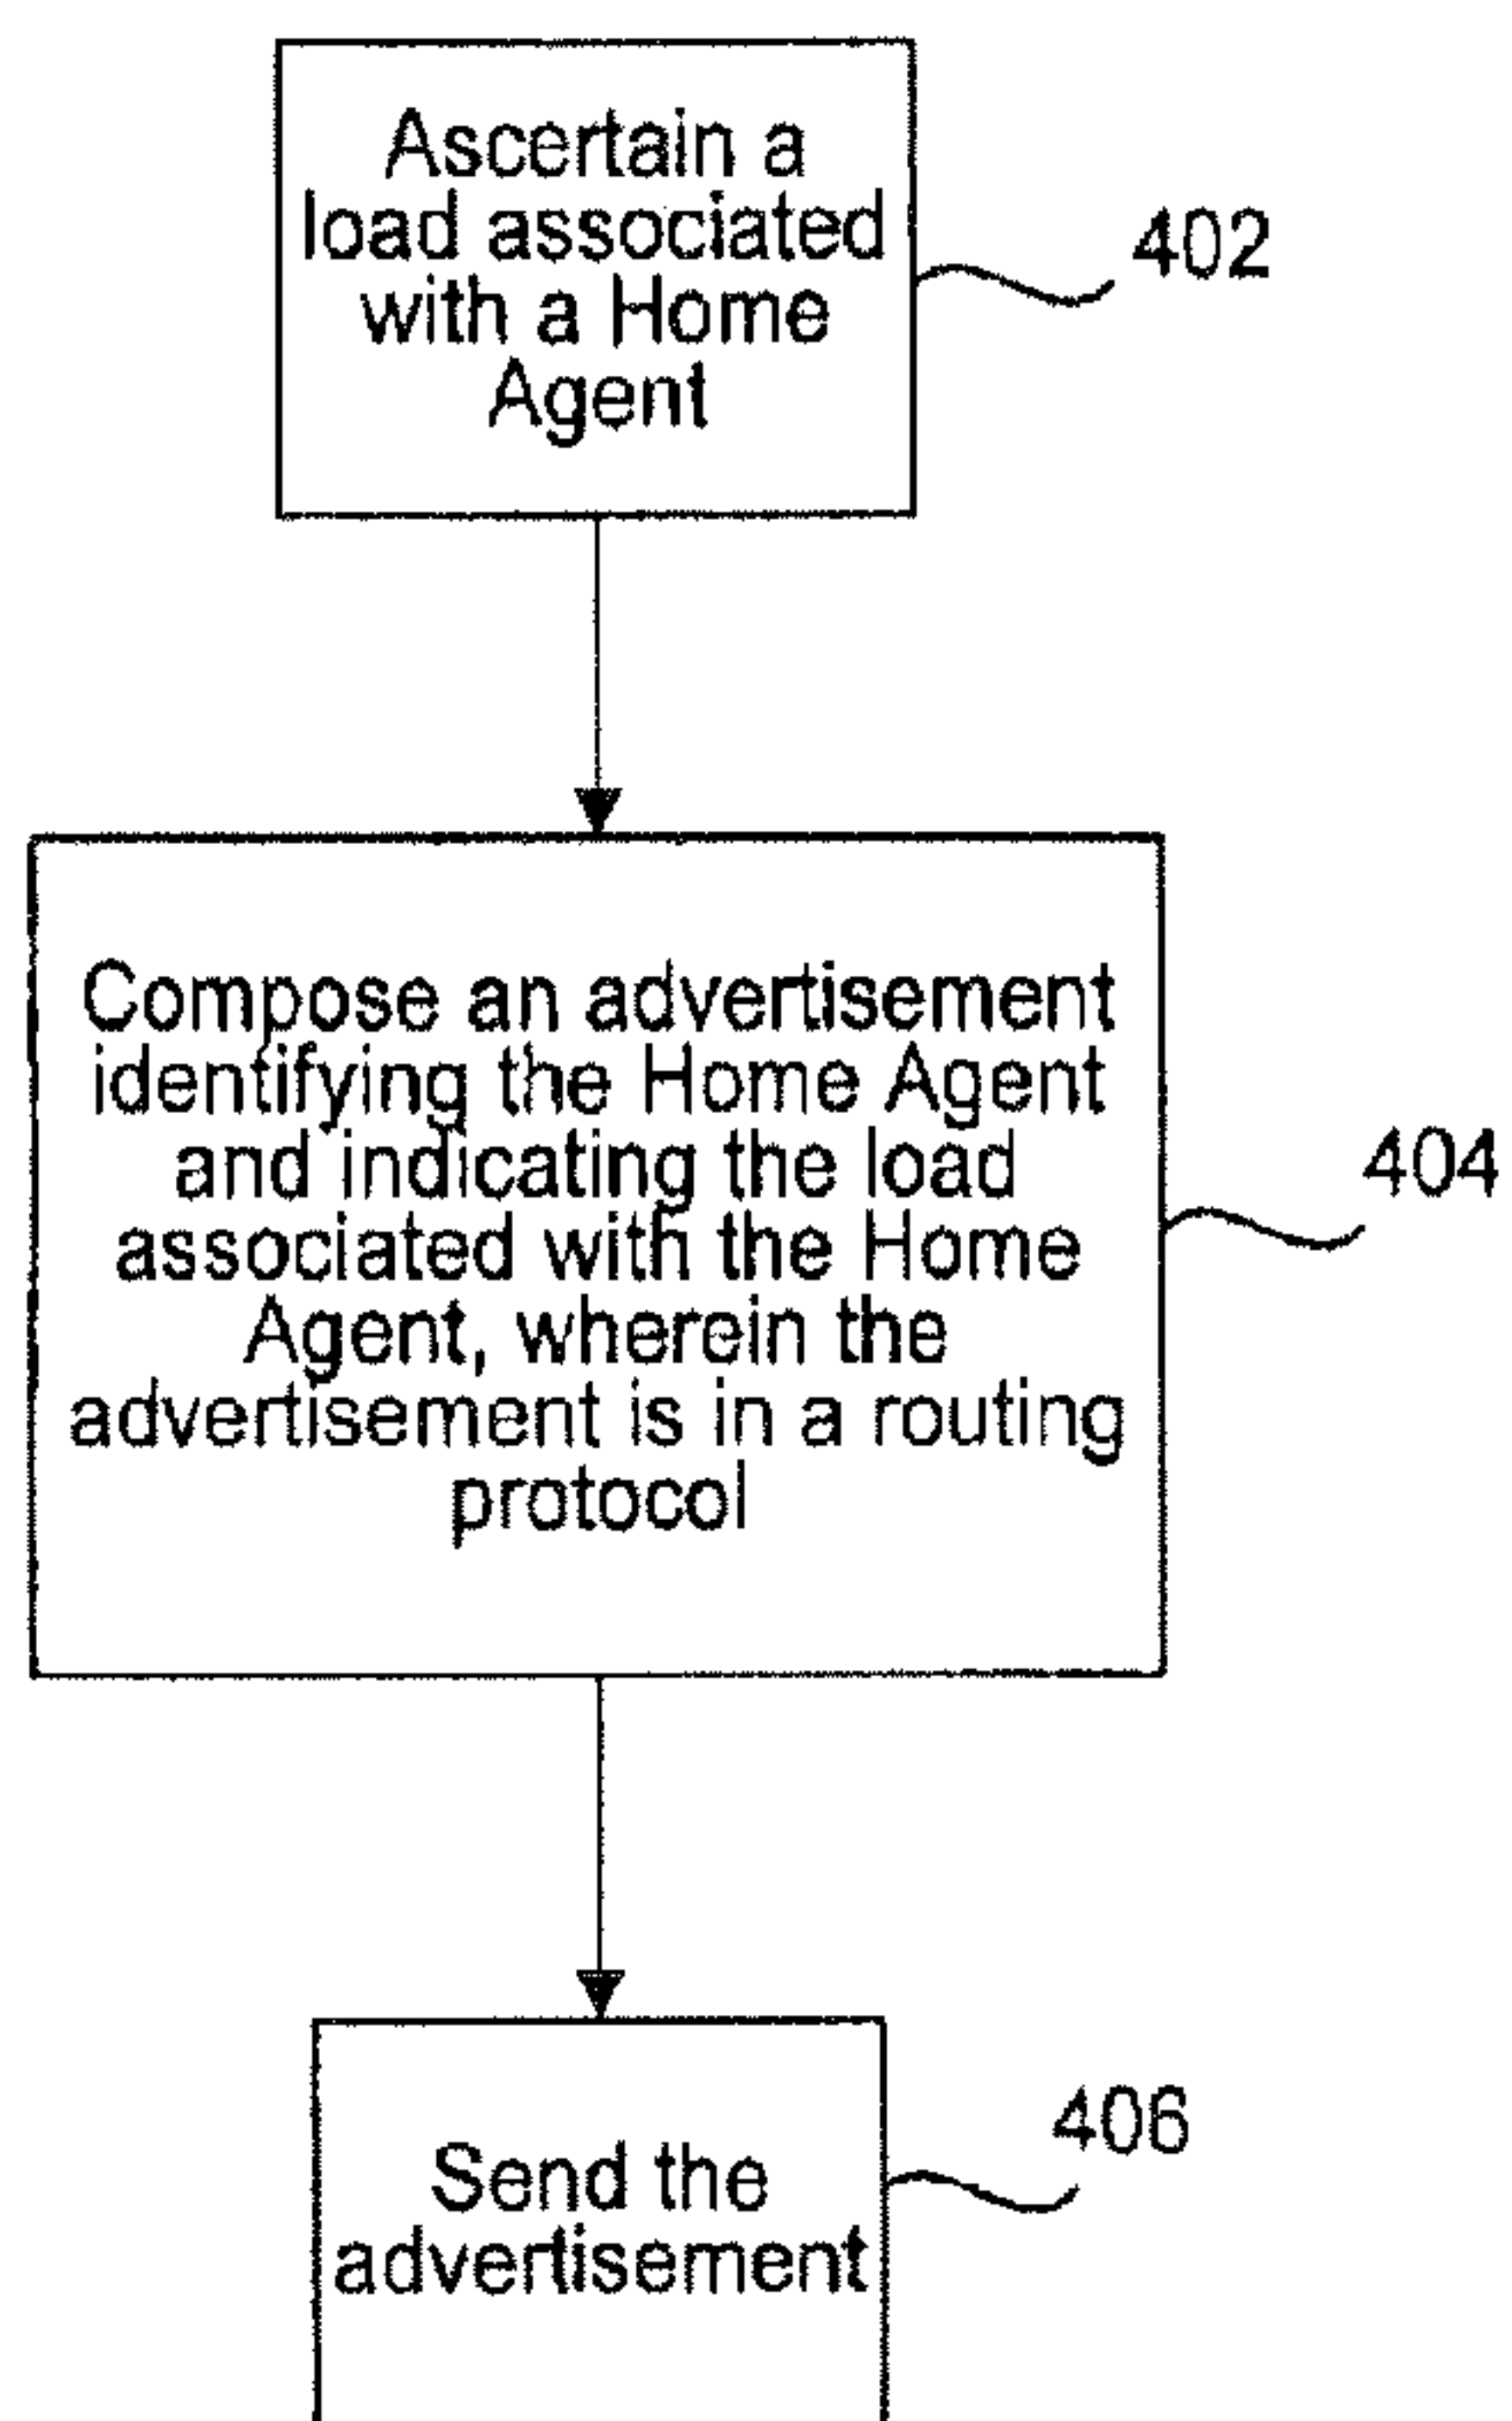 Ascertain a
load associated
with a Home
Agent
402
Compose an advertisement
identifying the Home Agent
and indicating the load
associated with the Home
Agent, wherein the
advertisement is in a routing
protocol
404
Send the
advertisement
406